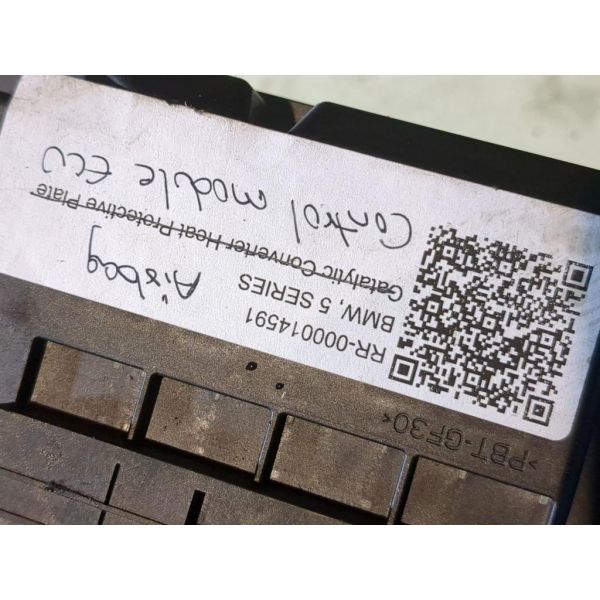 RR-000014591
BMW, 5 SERIES
Airbag
Catalytic Converter Heat Protective Plate
Control module ECU
>PBT-GF30<